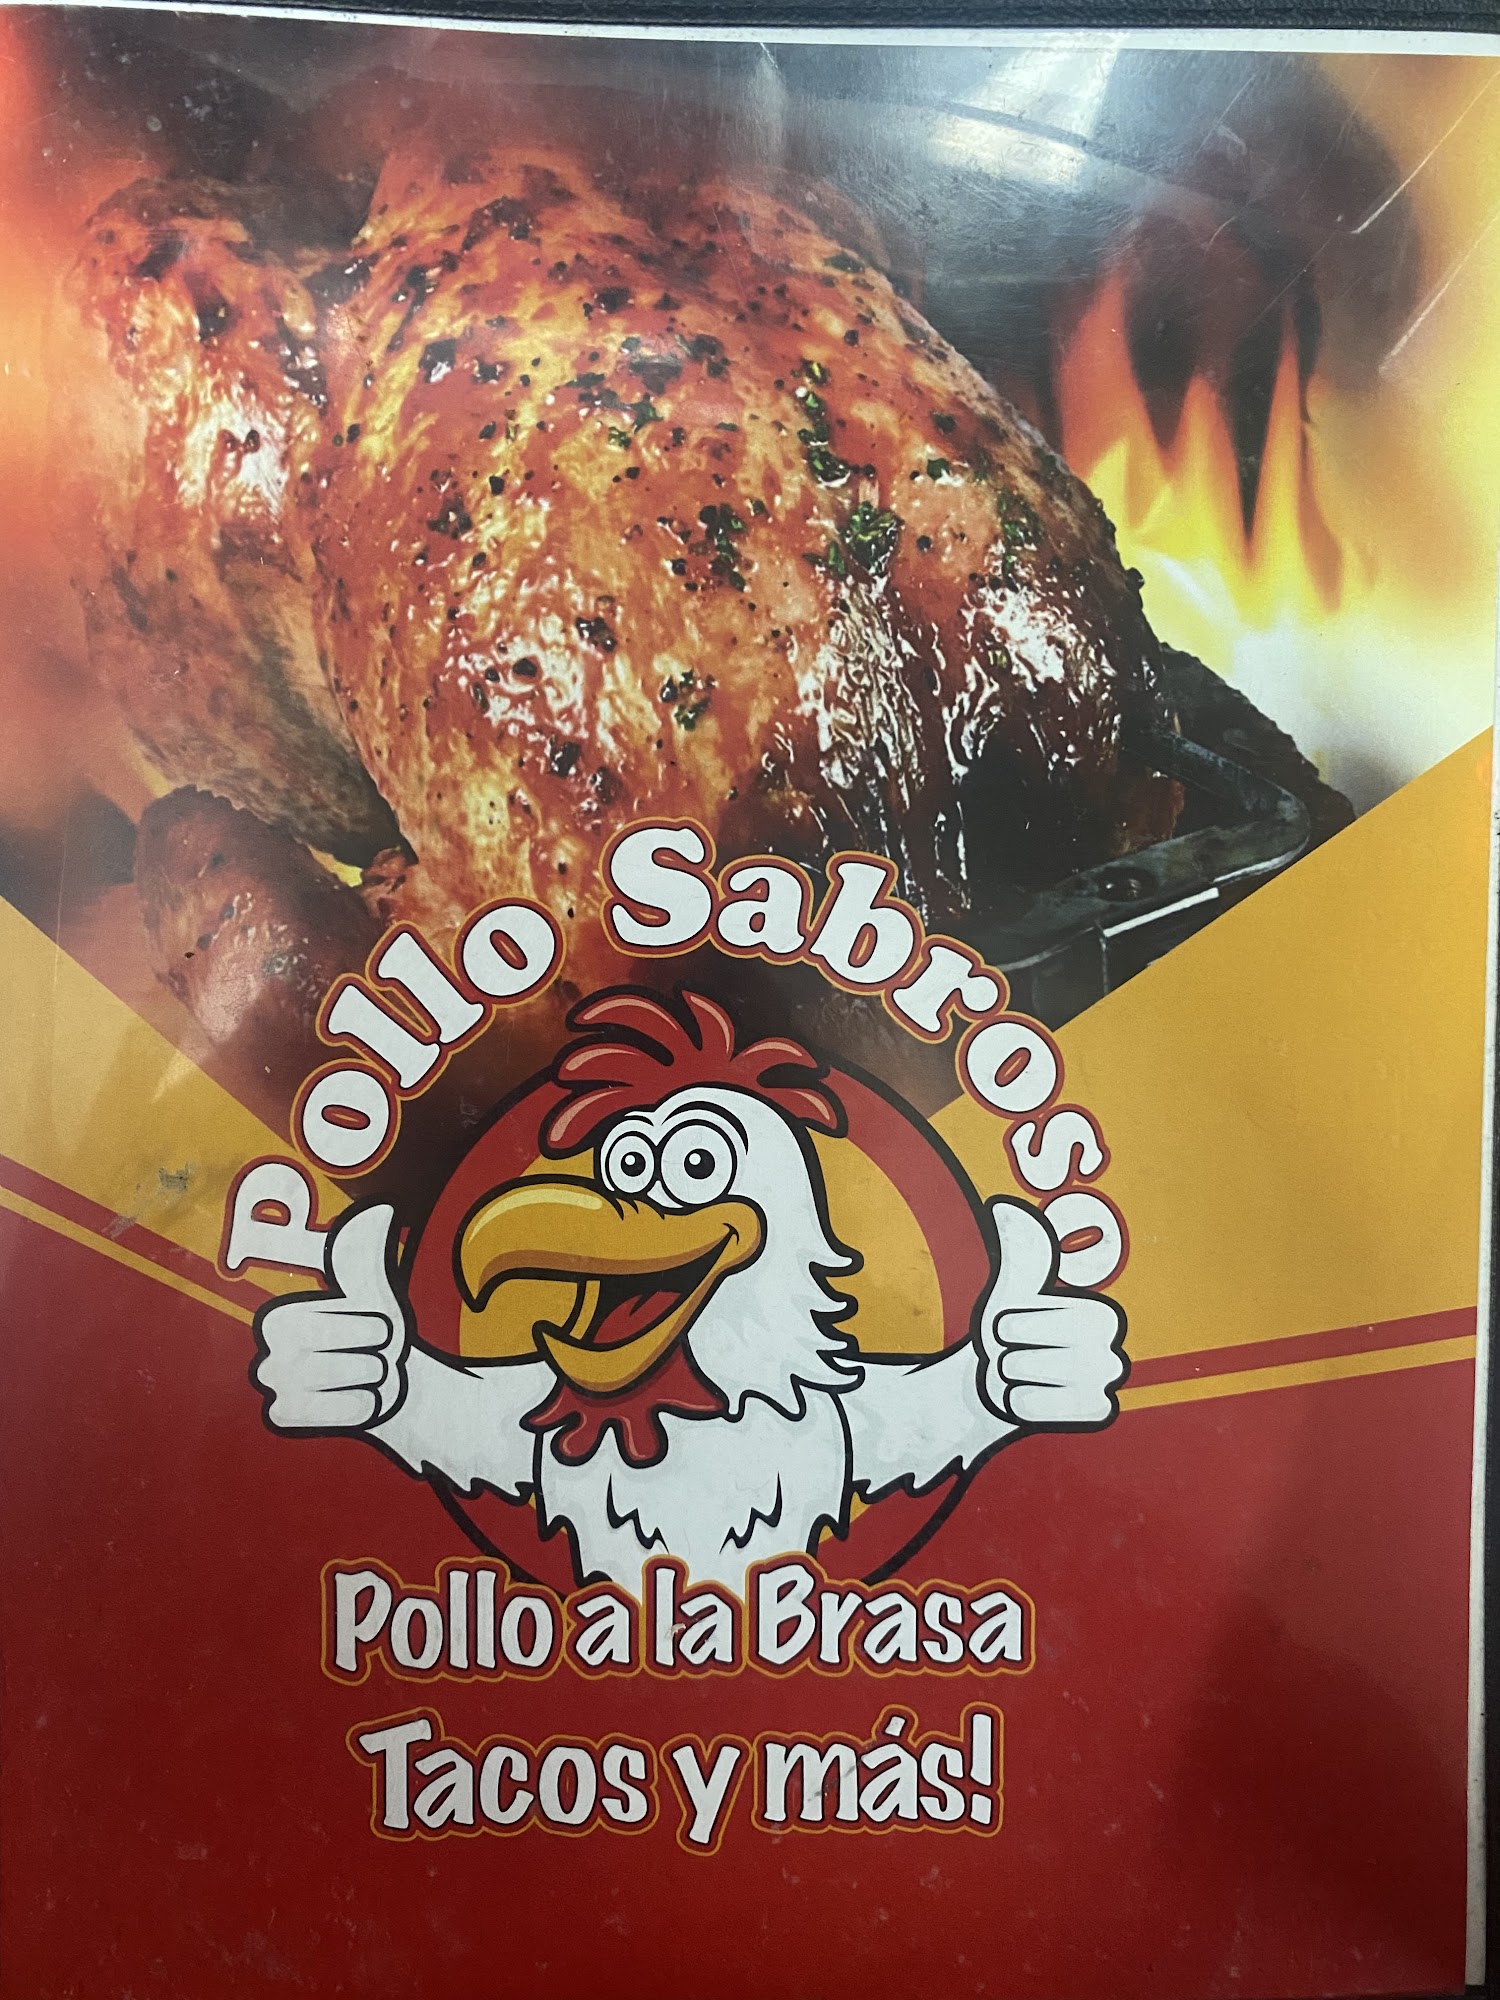 Pollo Sabroso
Pollo a la Brasa
Tacos y más!